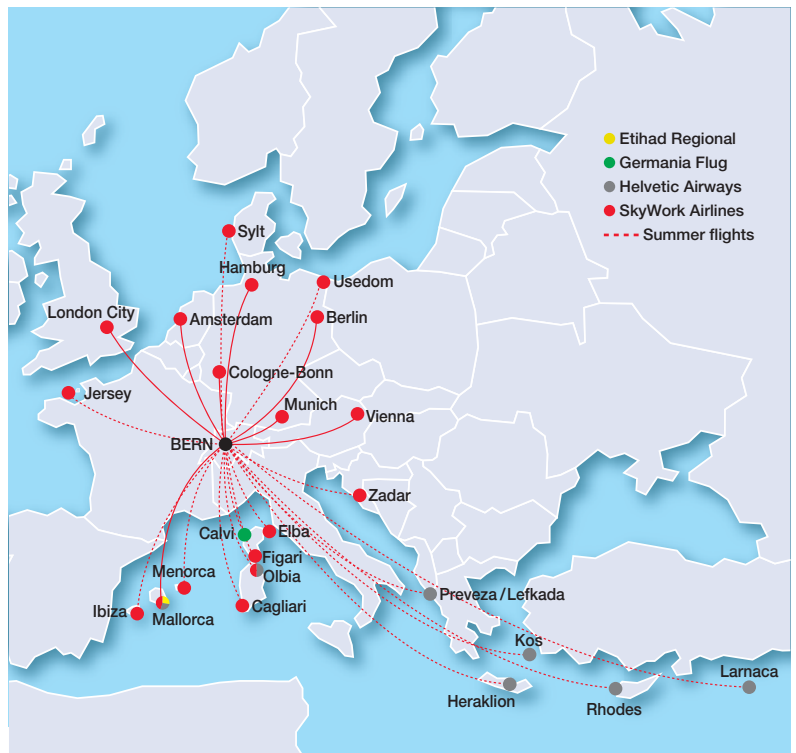 Etihad Regional
Germania Flug
Helvetic Airways
SkyWork Airlines
Summer flights
Sylt
Hamburg
Usedom
London City
Amsterdam
Berlin
Cologne-Bonn
Jersey
Munich
Vienna
BERN
Zadar
Calvi
Elba
Figari
Olbia
Menorca
Ibiza
Mallorca
Cagliari
Preveza / Lefkada
Kos
Larnaca
Heraklion
Rhodes